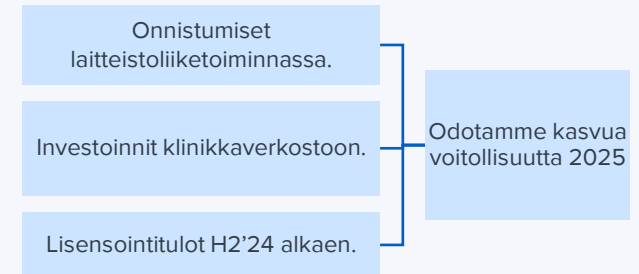 Onnistumiset
laitteistoliiketoiminnassa.
Investoinnit klinikkaverkostoon.
Lisensointitulot H2’24 alkaen.
Odotamme kasvua
voitollisuutta 2025